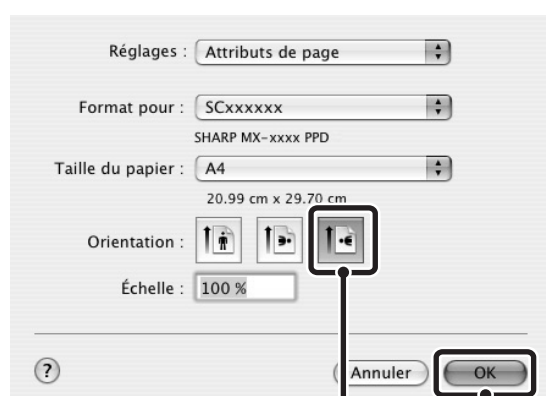 Réglages : Attributs de page
Format pour : SCxxxxxx
SHARP MX-xxxx PPD
Taille du papier : A4
20.99 cm x 29.70 cm
Orientation :
Échelle : 100 %
? Annuler OK